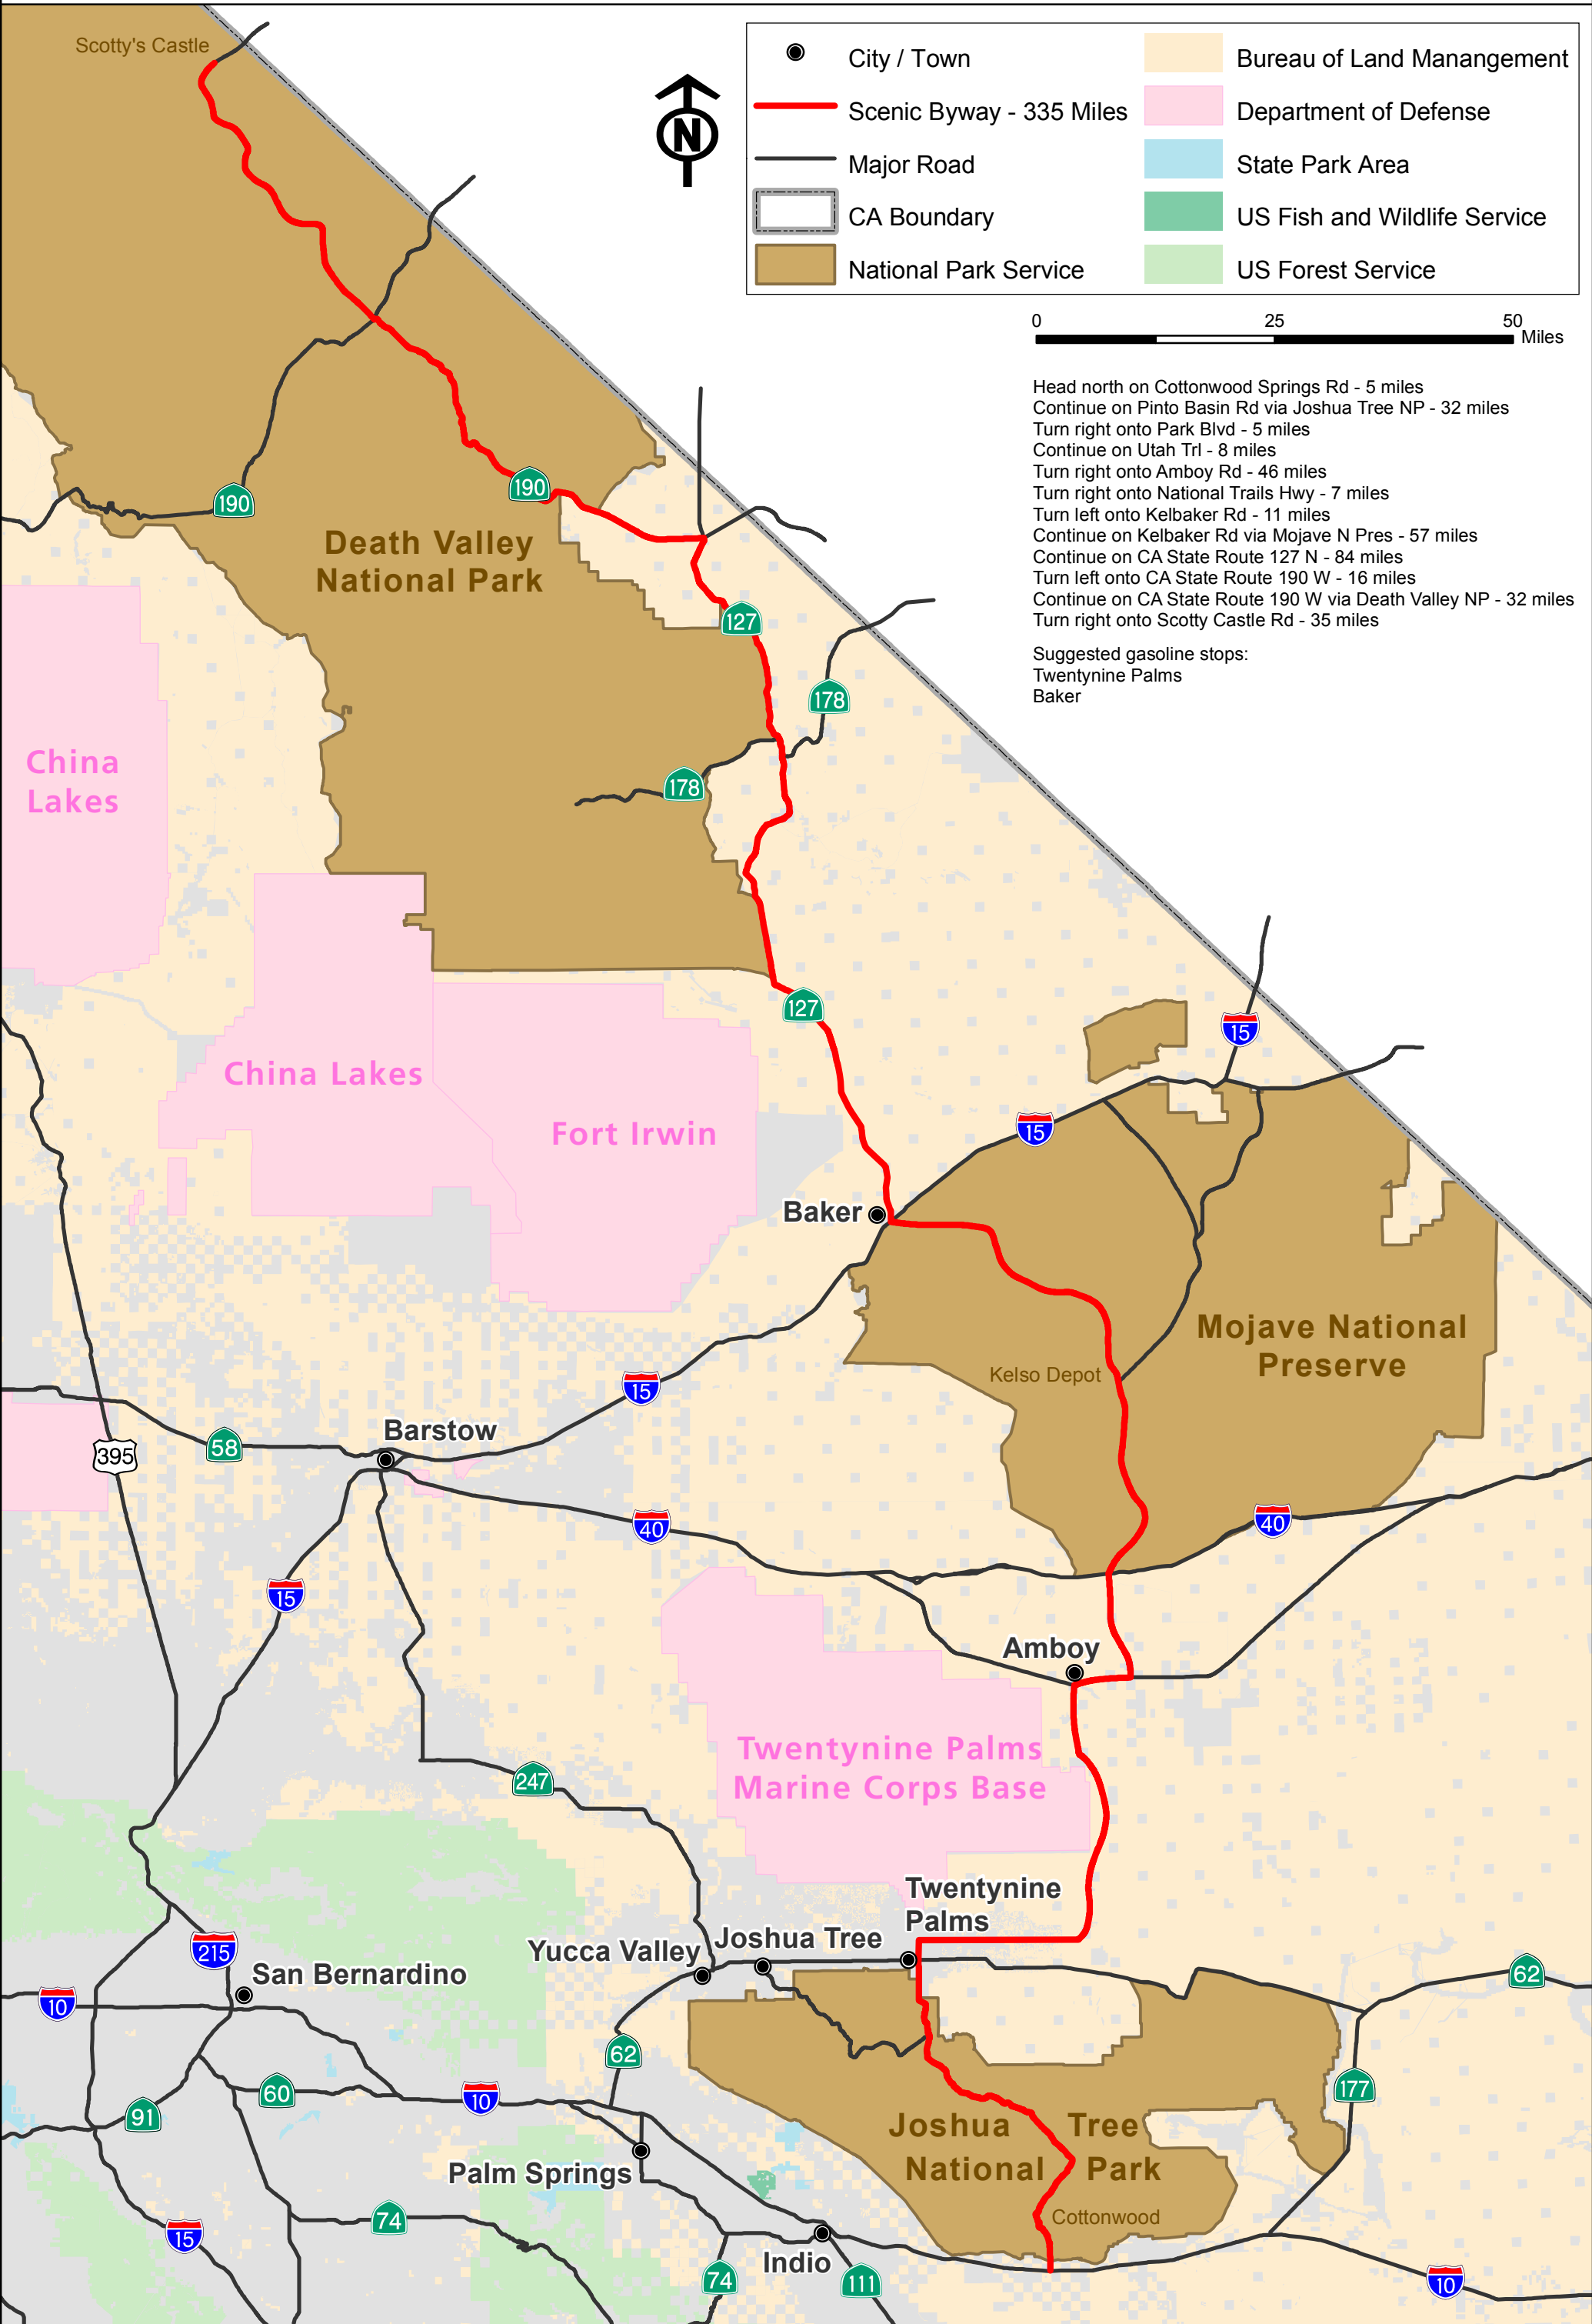 Scotty's Castle
City / Town
Scenic Byway - 335 Miles
Major Road
CA Boundary
National Park Service
Bureau of Land Manangement
Department of Defense
State Park Area
US Fish and Wildlife Service
US Forest Service
N
0 25 50
Miles
Head north on Cottonwood Springs Rd - 5 miles
Continue on Pinto Basin Rd via Joshua Tree NP - 32 miles
Turn right onto Park Blvd - 5 miles
Continue on Utah Trl - 8 miles
Turn right onto Amboy Rd - 46 miles
Turn right onto National Trails Hwy - 7 miles
Turn left onto Kelbaker Rd - 11 miles
Continue on Kelbaker Rd via Mojave N Pres - 57 miles
Continue on CA State Route 127 N - 84 miles
Turn left onto CA State Route 190 W - 16 miles
Continue on CA State Route 190 W via Death Valley NP - 32 miles
Turn right onto Scotty Castle Rd - 35 miles
Suggested gasoline stops:
Twentynine Palms
Baker
190
190
Death Valley
National Park
127
178
178
China
Lakes
127
15
China Lakes
Fort Irwin
15
Baker
Mojave National
Preserve
Kelso Depot
15
Barstow
395
58
40
40
15
Amboy
Twentynine Palms
Marine Corps Base
247
Twentynine
Palms
Joshua Tree
Yucca Valley
215
San Bernardino
10
62
62
60
10
91
177
Joshua Tree
National Park
Palm Springs
Cottonwood
74
15
Indio
74
111
10